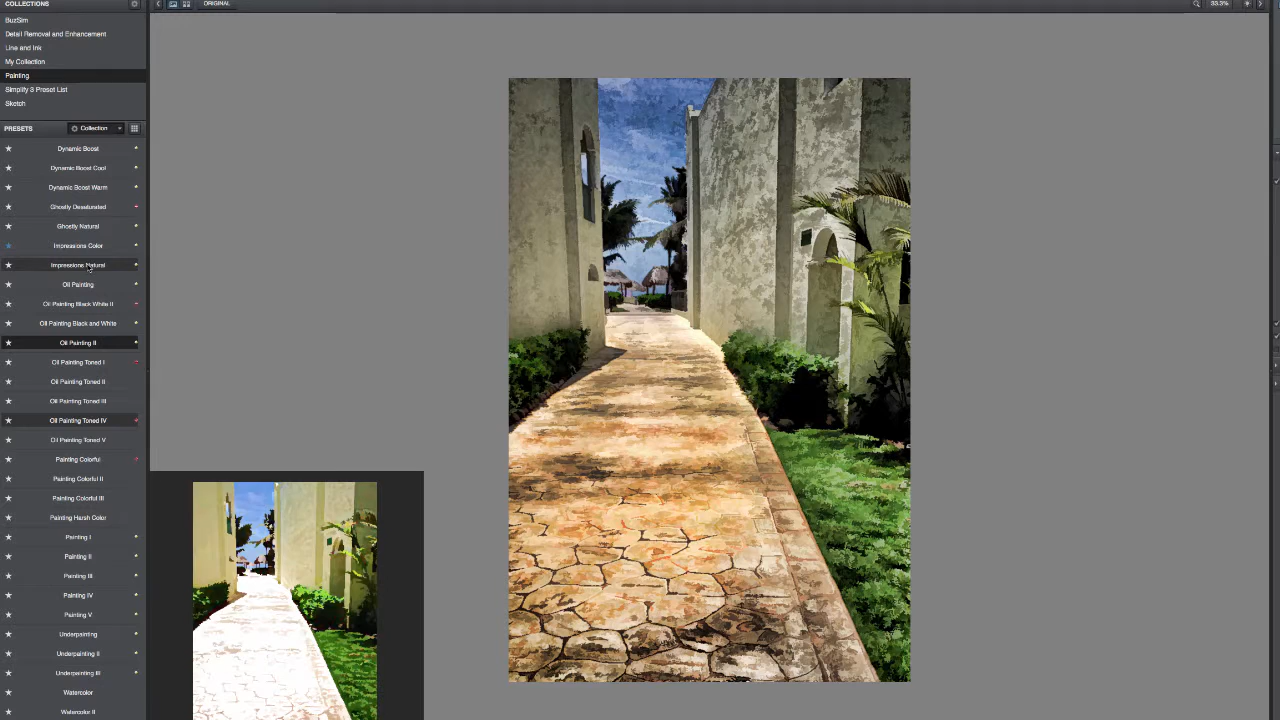 COLLECTIONS
ORIGINAL
33.3%
BuzSim
Detail Removal and Enhancement
Line and Ink
My Collection
Painting
Simplify 3 Preset List
Sketch
PRESETS
Collection
Dynamic Boost
Dynamic Boost Cool
Dynamic Boost Warm
Ghostly Desaturated
Ghostly Natural
Impressions Color
Impressions Natural
Oil Painting
Oil Painting Black White II
Oil Painting Black and White
Oil Painting II
Oil Painting Toned I
Oil Painting Toned II
Oil Painting Toned III
Oil Painting Toned IV
Oil Painting Toned V
Painting Colorful
Painting Colorful II
Painting Colorful III
Painting Harsh Color
Painting I
Painting II
Painting III
Painting IV
Painting V
Underpainting
Underpainting II
Underpainting III
Watercolor
Watercolor II